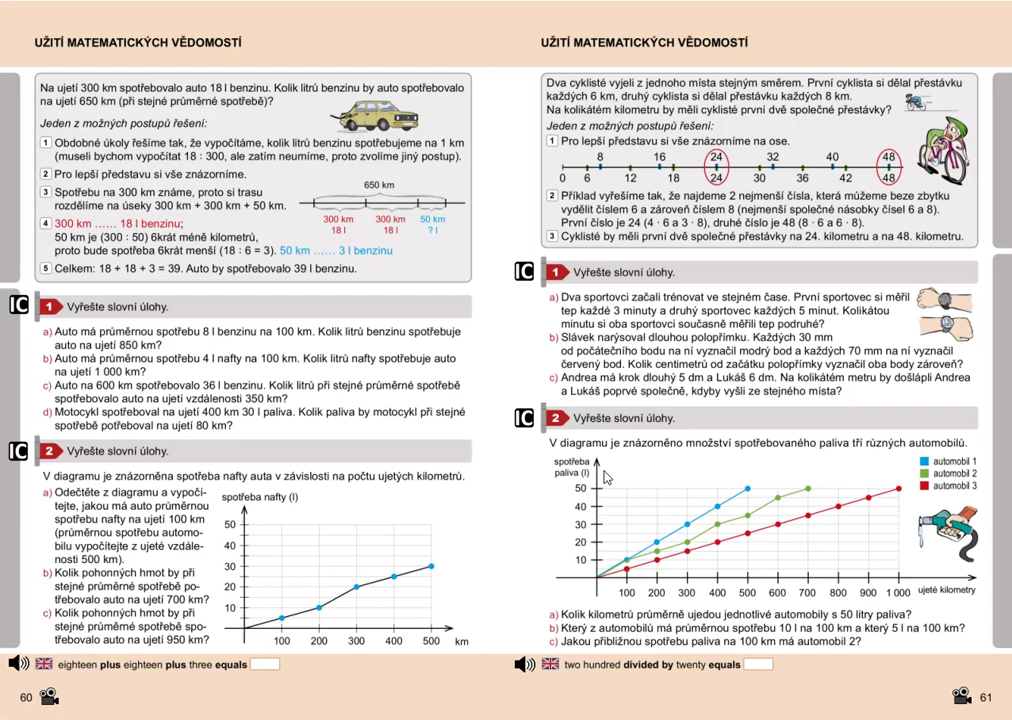 UŽITÍ MATEMATICKÝCH VĚDOMOSTÍ
Na ujetí 300 km spotřebovalo auto 18 l benzinu. Kolik litrů benzinu by auto spotřebovalo
na ujetí 650 km (při stejné průměrné spotřebě)?
Jeden z možných postupů řešení:
1 Obdobné úkoly řešíme tak, že vypočítáme, kolik litrů benzinu spotřebujeme na 1 km
(museli bychom vypočítat 18 : 300, ale zatím neumíme, proto zvolíme jiný postup).
2 Pro lepší představu si vše znázorníme.
3 Spotřebu na 300 km známe, proto si trasu
rozdělíme na úseky 300 km + 300 km + 50 km.
650 km
300 km 300 km 50 km
18 l 18 l ? l
4 300 km ...... 18 l benzinu;
50 km je (300 : 50) 6krát méně kilometrů,
proto bude spotřeba 6krát menší (18 : 6 = 3). 50 km ...... 3 l benzinu
5 Celkem: 18 + 18 + 3 = 39. Auto by spotřebovalo 39 l benzinu.
IC 1 Vyřešte slovní úlohy.
a) Auto má průměrnou spotřebu 8 l benzinu na 100 km. Kolik litrů benzinu spotřebuje
auto na ujetí 850 km?
b) Auto má průměrnou spotřebu 4 l nafty na 100 km. Kolik litrů nafty spotřebuje auto
na ujetí 1 000 km?
c) Auto na 600 km spotřebovalo 36 l benzinu. Kolik litrů při stejné průměrné spotřebě
spotřebovalo auto na ujetí vzdálenosti 350 km?
d) Motocykl spotřeboval na ujetí 400 km 30 l paliva. Kolik paliva by motocykl při stejné
spotřebě potřeboval na ujetí 80 km?
IC 2 Vyřešte slovní úlohy.
V diagramu je znázorněna spotřeba nafty auta v závislosti na počtu ujetých kilometrů.
a) Odečtěte z diagramu a vypočí-
tejte, jakou má auto průměrnou
spotřebu nafty na ujetí 100 km
(průměrnou spotřebu automo-
bilu vypočítejte z ujeté vzdále-
nosti 500 km).
b) Kolik pohonných hmot by při
stejné průměrné spotřebě po-
třebovalo auto na ujetí 700 km?
c) Kolik pohonných hmot by při
stejné průměrné spotřebě spo-
třebovalo auto na ujetí 950 km?
spotřeba nafty (l)
50
40
30
20
10
100 200 300 400 500 km
eighteen plus eighteen plus three equals
60
UŽITÍ MATEMATICKÝCH VĚDOMOSTÍ
Dva cyklisté vyjeli z jednoho místa stejným směrem. První cyklista si dělal přestávku
každých 6 km, druhý cyklista si dělal přestávku každých 8 km.
Na kolikátém kilometru by měli cyklisté první dvě společné přestávky?
Jeden z možných postupů řešení:
1 Pro lepší představu si vše znázorníme na ose.
8 16 24 32 40 48
0 6 12 18 24 30 36 42 48
2 Příklad vyřešíme tak, že najdeme 2 nejmenší čísla, která můžeme beze zbytku
vydělit číslem 6 a zároveň číslem 8 (nejmenší společné násobky čísel 6 a 8).
První číslo je 24 (4 · 6 a 3 · 8), druhé číslo je 48 (8 · 6 a 6 · 8).
3 Cyklisté by měli první dvě společné přestávky na 24. kilometru a na 48. kilometru.
IC 1 Vyřešte slovní úlohy.
a) Dva sportovci začali trénovat ve stejném čase. První sportovec si měřil
tep každé 3 minuty a druhý sportovec každých 5 minut. Kolikátou
minutu si oba sportovci současně měřili tep podruhé?
b) Slávek narýsoval dlouhou polopřímku. Každých 30 mm
od počátečního bodu na ní vyznačil modrý bod a každých 70 mm na ní vyznačil
červený bod. Kolik centimetrů od začátku polopřímky vyznačil oba body zároveň?
c) Andrea má krok dlouhý 5 dm a Lukáš 6 dm. Na kolikátém metru by došlápli Andrea
a Lukáš poprvé společně, kdyby vyšli ze stejného místa?
IC 2 Vyřešte slovní úlohy.
V diagramu je znázorněno množství spotřebovaného paliva tří různých automobilů.
spotřeba
paliva (l)
50
40
30
20
10
100 200 300 400 500 600 700 800 900 1 000 ujeté kilometry
automobil 1
automobil 2
automobil 3
a) Kolik kilometrů průměrně ujedou jednotlivé automobily s 50 litry paliva?
b) Který z automobilů má průměrnou spotřebu 10 l na 100 km a který 5 l na 100 km?
c) Jakou přibližnou spotřebu paliva na 100 km má automobil 2?
two hundred divided by twenty equals
61